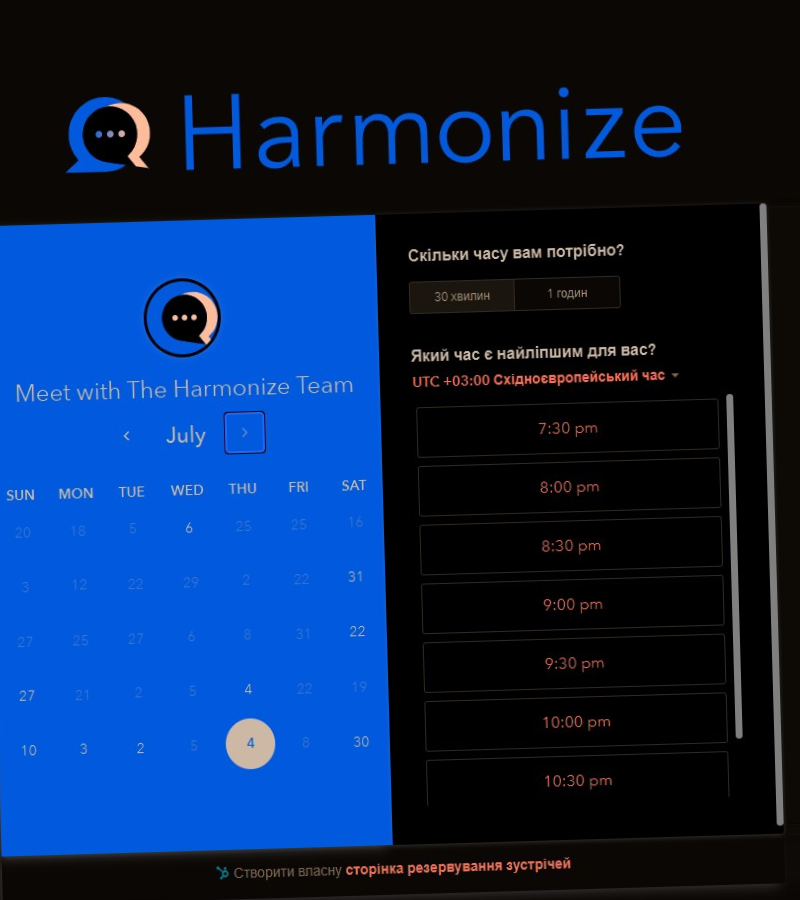 Harmonize
Meet with The Harmonize Team
July
SUN MON TUE WED THU FRI SAT
20 18 5 6 25 25 16
3 12 22 29 2 22 31
27 25 27 6 8 31 22
27 21 2 5 4 22 19
10 3 2 5 4 8 30
Скільки часу вам потрібно?
30 хвилин 1 годин
Який час є найліпшим для вас?
UTC +03:00 Східноєвропейський час
7:30 pm
8:00 pm
8:30 pm
9:00 pm
9:30 pm
10:00 pm
10:30 pm
Створити власну сторінка резервування зустрічей